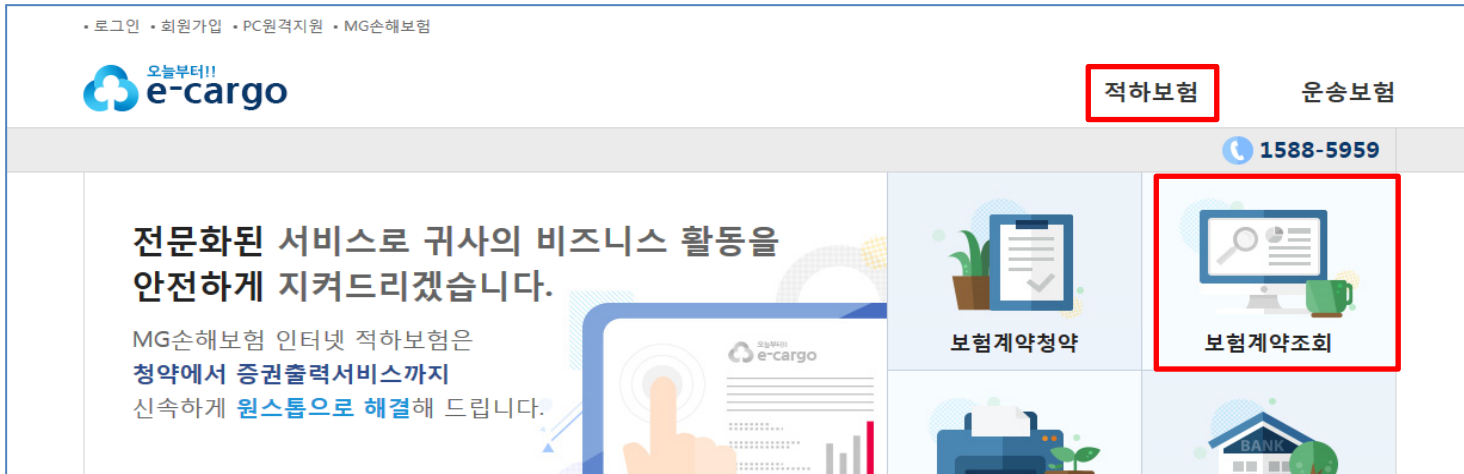 • 로그인 • 회원가입 • PC원격지원 • MG손해보험
오늘부터!!
e-cargo
적하보험 운송보험
1588-5959
전문화된 서비스로 귀사의 비즈니스 활동을
안전하게 지켜드리겠습니다.
MG손해보험 인터넷 적하보험은
청약에서 증권출력서비스까지
신속하게 원스톱으로 해결해 드립니다.
오늘부터!!
e-cargo
보험계약청약 보험계약조회
BANK